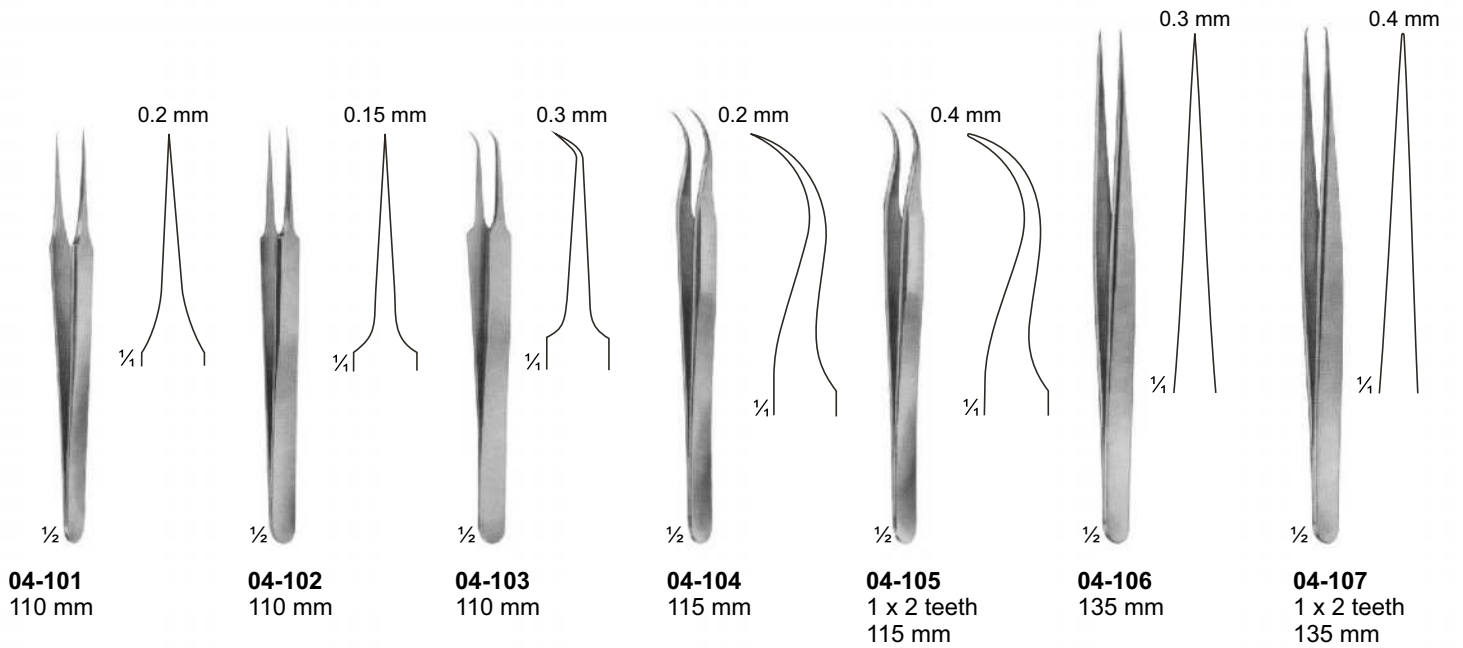 0.3 mm
0.4 mm
0.2 mm
0.15 mm
0.3 mm
0.2 mm
0.4 mm
⅟₁
⅟₁
⅟₁
⅟₁
⅟₁
⅟₁
⅟₁
½
½
½
½
½
½
½
04-101
110 mm
04-102
110 mm
04-103
110 mm
04-104
115 mm
04-105
1 x 2 teeth
115 mm
04-106
135 mm
04-107
1 x 2 teeth
135 mm